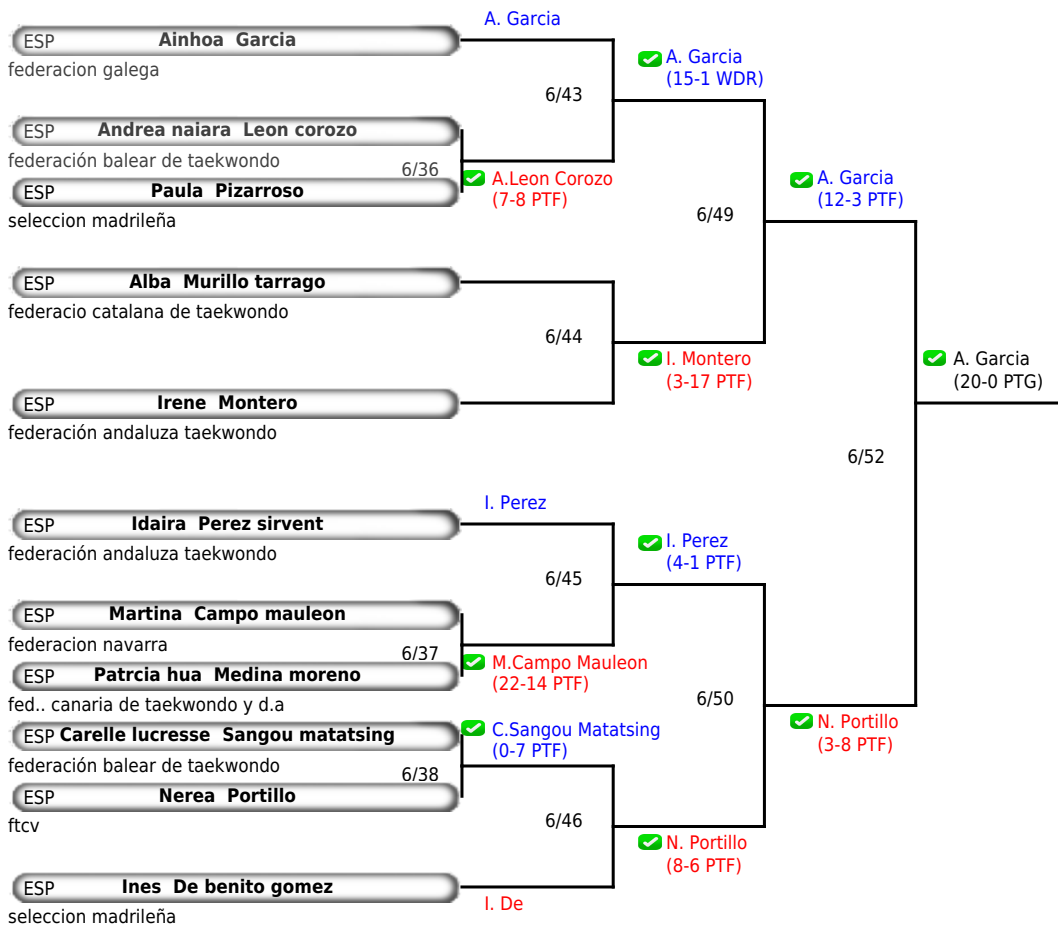 A. Garcia
ESP Ainhoa Garcia
federacion galega
A. Garcia
(15-1 WDR)
6/43
ESP Andrea naiara Leon corozo
federación balear de taekwondo
6/36
ESP Paula Pizarroso
seleccion madrileña
A.Leon Corozo
(7-8 PTF)
A. Garcia
(12-3 PTF)
6/49
ESP Alba Murillo tarrago
federacio catalana de taekwondo
6/44
I. Montero
(3-17 PTF)
A. Garcia
(20-0 PTG)
ESP Irene Montero
federación andaluza taekwondo
6/52
I. Perez
ESP Idaira Perez sirvent
federación andaluza taekwondo
I. Perez
(4-1 PTF)
6/45
ESP Martina Campo mauleon
federacion navarra
6/37
ESP Patrcia hua Medina moreno
fed.. canaria de taekwondo y d.a
M.Campo Mauleon
(22-14 PTF)
6/50
N. Portillo
(3-8 PTF)
ESP Carelle lucresse Sangou matatsing
federación balear de taekwondo
C.Sangou Matatsing
(0-7 PTF)
6/38
ESP Nerea Portillo
ftcv
6/46
N. Portillo
(8-6 PTF)
ESP Ines De benito gomez
seleccion madrileña
I. De